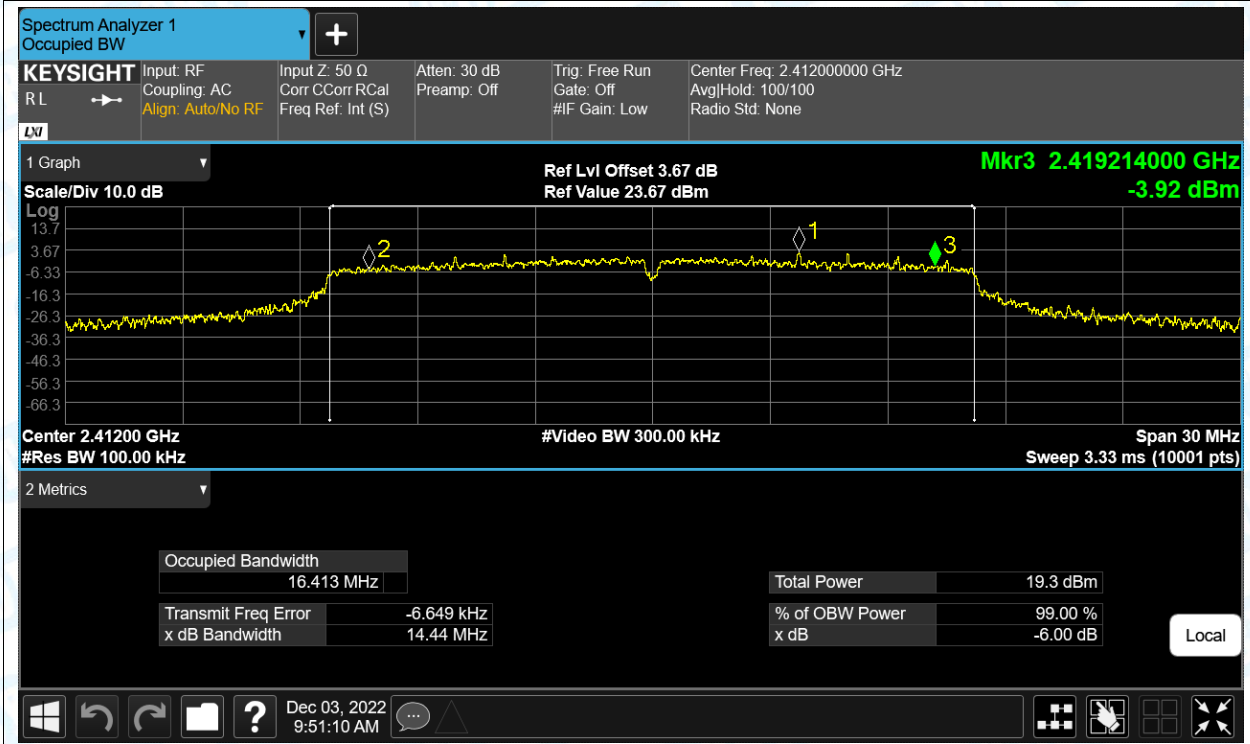 Spectrum Analyzer 1
Occupied BW
KEYSIGHT
R L
LXI
Input: RF
Coupling: AC
Align: Auto/No RF
Input Z: 50 Ω
Corr CCorr RCal
Freq Ref: Int (S)
Atten: 30 dB
Preamp: Off
Trig: Free Run
Gate: Off
#IF Gain: Low
Center Freq: 2.412000000 GHz
Avg|Hold: 100/100
Radio Std: None
1 Graph
Scale/Div 10.0 dB
Ref Lvl Offset 3.67 dB
Ref Value 23.67 dBm
Mkr3 2.419214000 GHz
-3.92 dBm
Log
13.7
3.67
-6.33
-16.3
-26.3
-36.3
-46.3
-56.3
-66.3
2
1
3
Center 2.41200 GHz
#Res BW 100.00 kHz
#Video BW 300.00 kHz
Span 30 MHz
Sweep 3.33 ms (10001 pts)
2 Metrics
Occupied Bandwidth
16.413 MHz
Transmit Freq Error -6.649 kHz
x dB Bandwidth 14.44 MHz
Total Power 19.3 dBm
% of OBW Power 99.00 %
x dB -6.00 dB
Local
?
Dec 03, 2022
9:51:10 AM